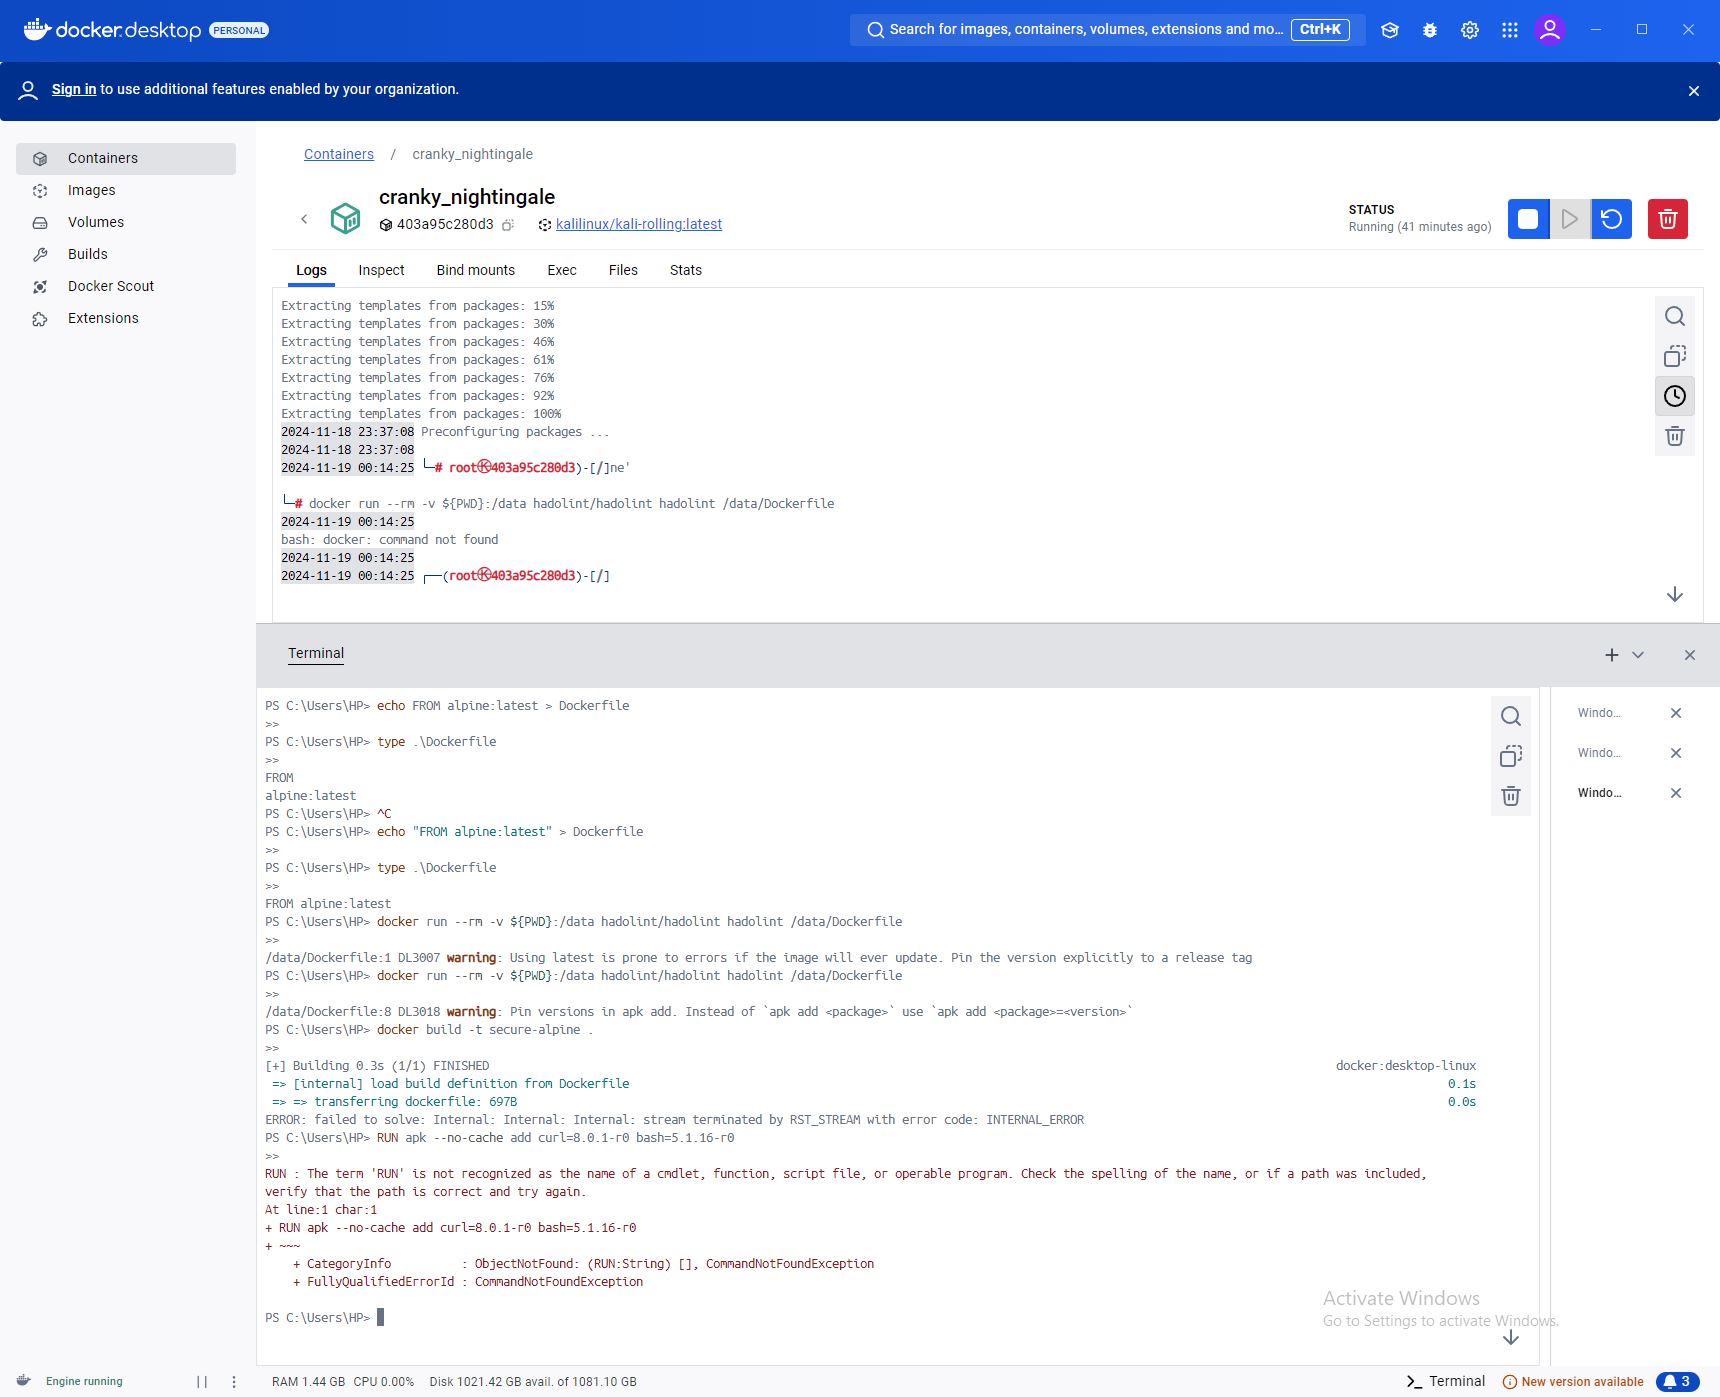 docker.desktop PERSONAL
Search for images, containers, volumes, extensions and mo... Ctrl+K
Sign in to use additional features enabled by your organization.
Containers
Images
Volumes
Builds
Docker Scout
Extensions
Containers / cranky_nightingale
cranky_nightingale
403a95c280d3 kalilinux/kali-rolling:latest
STATUS
Running (41 minutes ago)
Logs Inspect Bind mounts Exec Files Stats
Extracting templates from packages: 15%
Extracting templates from packages: 30%
Extracting templates from packages: 46%
Extracting templates from packages: 61%
Extracting templates from packages: 76%
Extracting templates from packages: 92%
Extracting templates from packages: 100%
2024-11-18 23:37:08 Preconfiguring packages ...
2024-11-18 23:37:08
2024-11-19 00:14:25 └─# root㉿403a95c280d3)-[/]ne'
└─# docker run --rm -v ${PWD}:/data hadolint/hadolint hadolint /data/Dockerfile
2024-11-19 00:14:25
bash: docker: command not found
2024-11-19 00:14:25
2024-11-19 00:14:25 ┌──(root㉿403a95c280d3)-[/]
Terminal
PS C:\Users\HP> echo FROM alpine:latest > Dockerfile
>>
PS C:\Users\HP> type .\Dockerfile
>>
FROM
alpine:latest
PS C:\Users\HP> ^C
PS C:\Users\HP> echo "FROM alpine:latest" > Dockerfile
>>
PS C:\Users\HP> type .\Dockerfile
>>
FROM alpine:latest
PS C:\Users\HP> docker run --rm -v ${PWD}:/data hadolint/hadolint hadolint /data/Dockerfile
>>
/data/Dockerfile:1 DL3007 warning: Using latest is prone to errors if the image will ever update. Pin the version explicitly to a release tag
PS C:\Users\HP> docker run --rm -v ${PWD}:/data hadolint/hadolint hadolint /data/Dockerfile
>>
/data/Dockerfile:8 DL3018 warning: Pin versions in apk add. Instead of `apk add <package>` use `apk add <package>=<version>`
PS C:\Users\HP> docker build -t secure-alpine .
>>
[+] Building 0.3s (1/1) FINISHED docker:desktop-linux
=> [internal] load build definition from Dockerfile 0.1s
=> => transferring dockerfile: 697B 0.0s
ERROR: failed to solve: Internal: Internal: Internal: stream terminated by RST_STREAM with error code: INTERNAL_ERROR
PS C:\Users\HP> RUN apk --no-cache add curl=8.0.1-r0 bash=5.1.16-r0
>>
RUN : The term 'RUN' is not recognized as the name of a cmdlet, function, script file, or operable program. Check the spelling of the name, or if a path was included,
verify that the path is correct and try again.
At line:1 char:1
+ RUN apk --no-cache add curl=8.0.1-r0 bash=5.1.16-r0
+ ~~~
+ CategoryInfo : ObjectNotFound: (RUN:String) [], CommandNotFoundException
+ FullyQualifiedErrorId : CommandNotFoundException
PS C:\Users\HP>
Windo...
Windo...
Windo...
Activate Windows
Go to Settings to activate Windows.
Engine running
RAM 1.44 GB CPU 0.00% Disk 1021.42 GB avail. of 1081.10 GB
Terminal
New version available
3